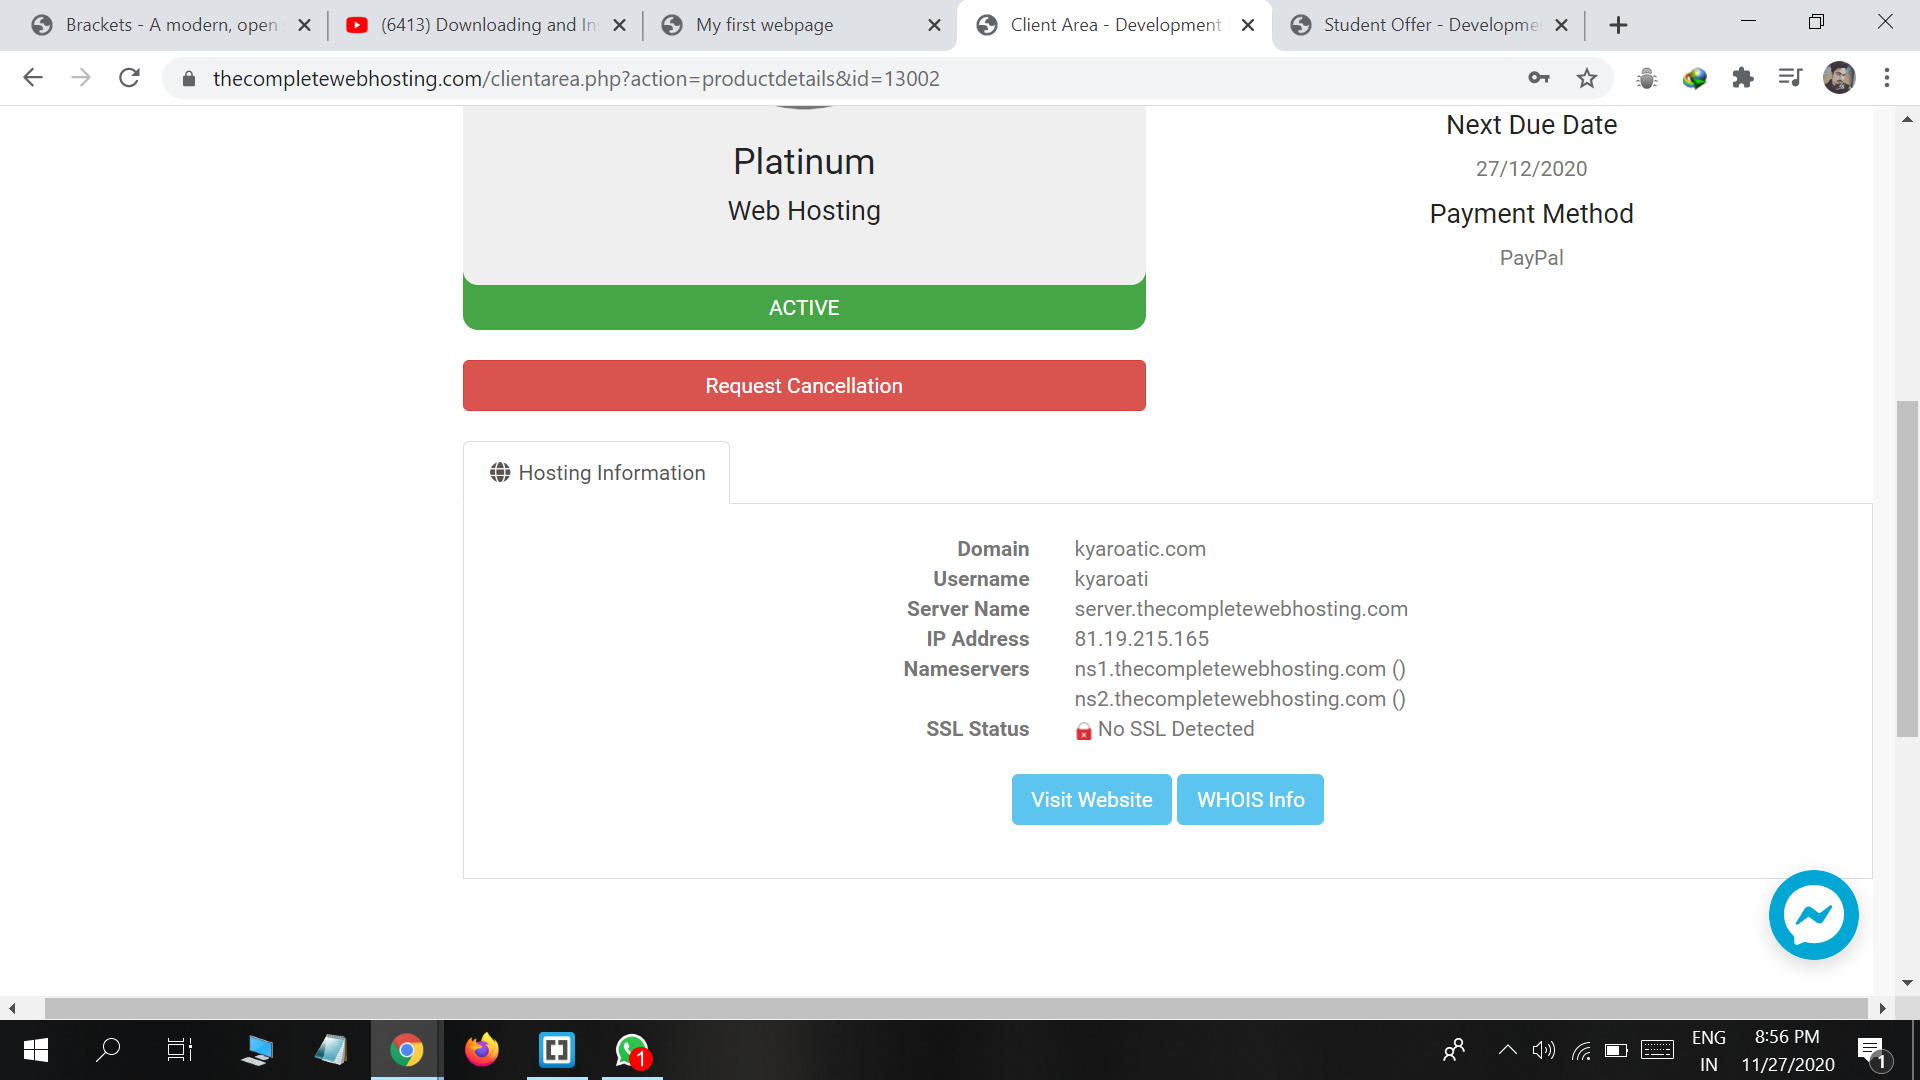 Brackets - A modern, open
(6413) Downloading and Ins
My first webpage
Client Area - Development
Student Offer - Developme
thecompletewebhosting.com/clientarea.php?action=productdetails&id=13002
Platinum
Web Hosting
ACTIVE
Request Cancellation
Next Due Date
27/12/2020
Payment Method
PayPal
Hosting Information
Domain kyaroatic.com
Username kyaroati
Server Name server.thecompletewebhosting.com
IP Address 81.19.215.165
Nameservers ns1.thecompletewebhosting.com ()
ns2.thecompletewebhosting.com ()
SSL Status No SSL Detected
Visit Website WHOIS Info
1
ENG
IN
8:56 PM
11/27/2020
1